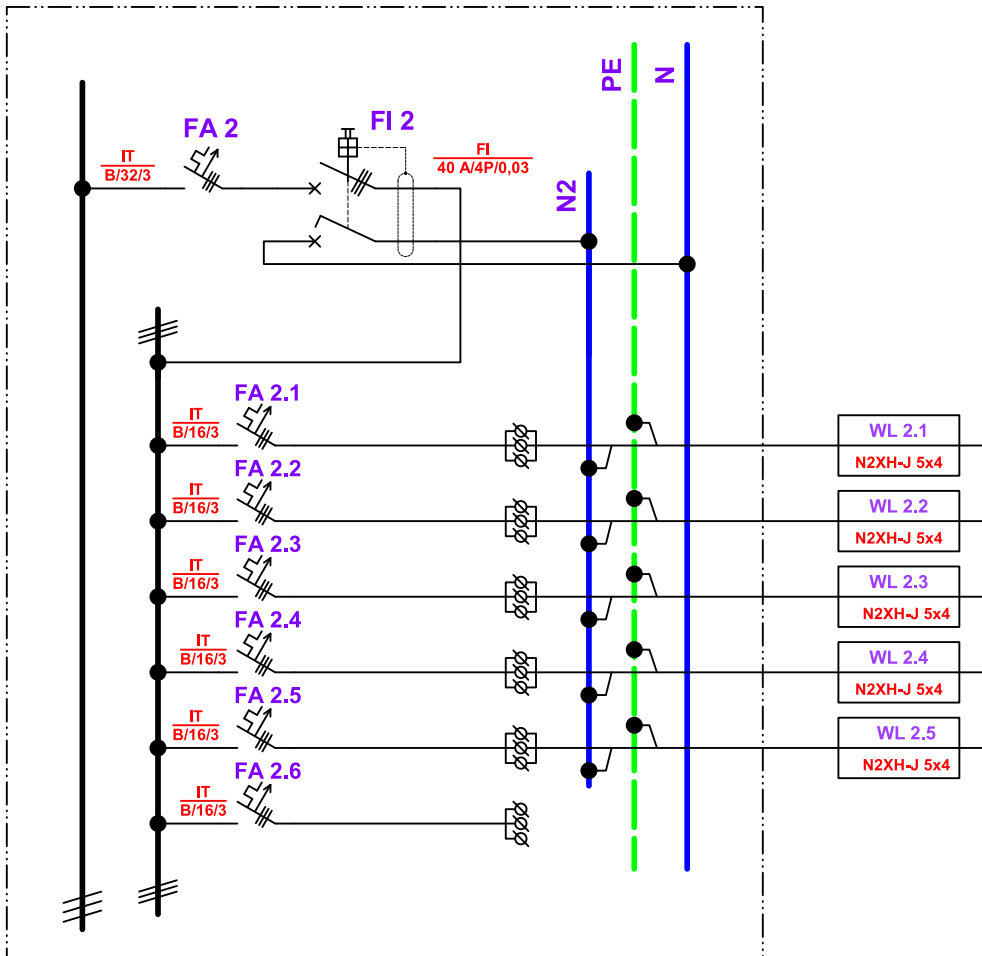 PE
N
FA 2
FI 2
IT
B/32/3
FI
40 A/4P/0,03
N2
FA 2.1
IT
B/16/3
WL 2.1
N2XH-J 5x4
FA 2.2
IT
B/16/3
WL 2.2
N2XH-J 5x4
FA 2.3
IT
B/16/3
WL 2.3
N2XH-J 5x4
FA 2.4
IT
B/16/3
WL 2.4
N2XH-J 5x4
FA 2.5
IT
B/16/3
WL 2.5
N2XH-J 5x4
FA 2.6
IT
B/16/3